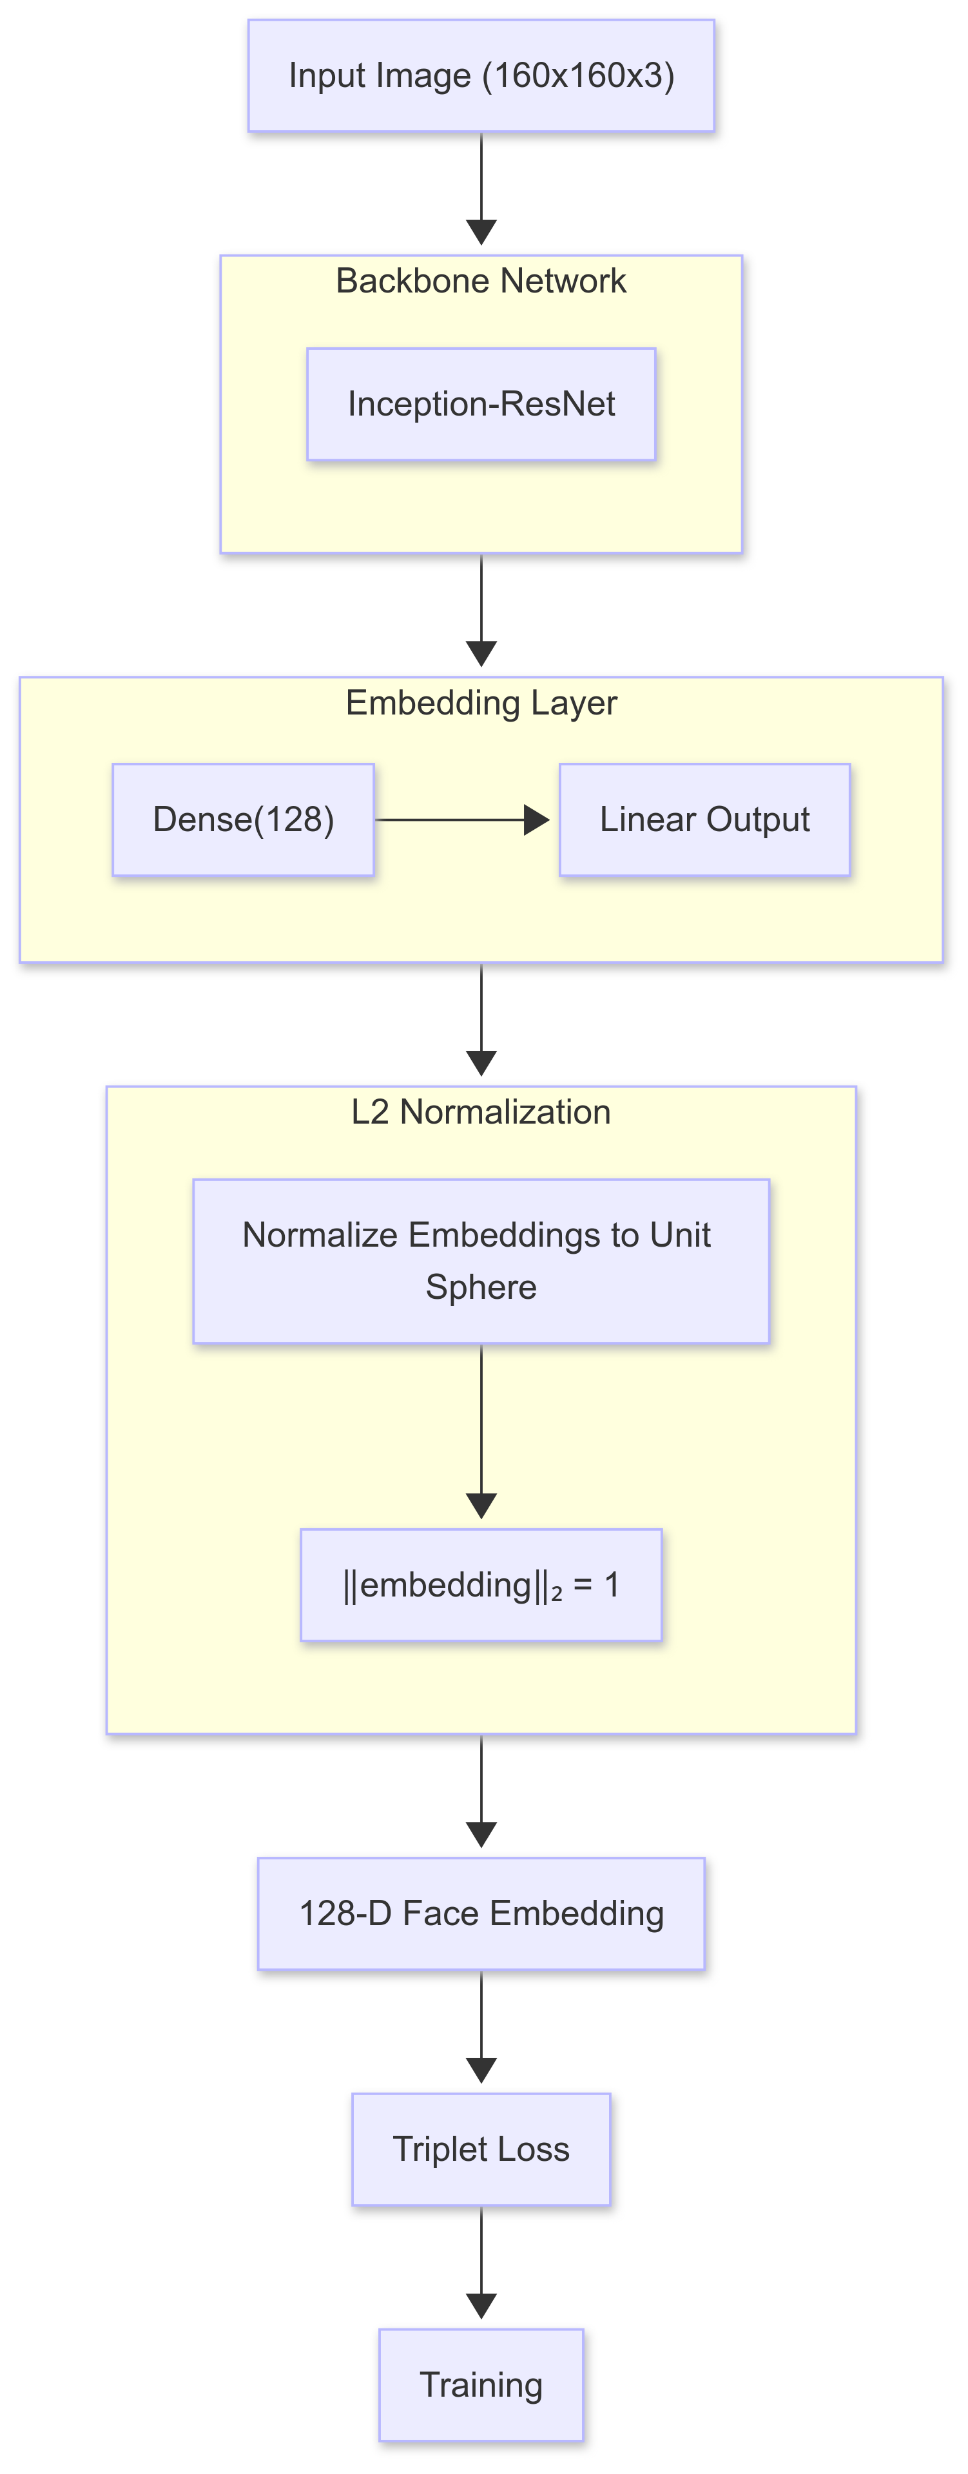 Input Image (160x160x3)
Backbone Network
Inception-ResNet
Embedding Layer
Dense(128)
Linear Output
L2 Normalization
Normalize Embeddings to Unit
Sphere
‖embedding‖₂ = 1
128-D Face Embedding
Triplet Loss
Training